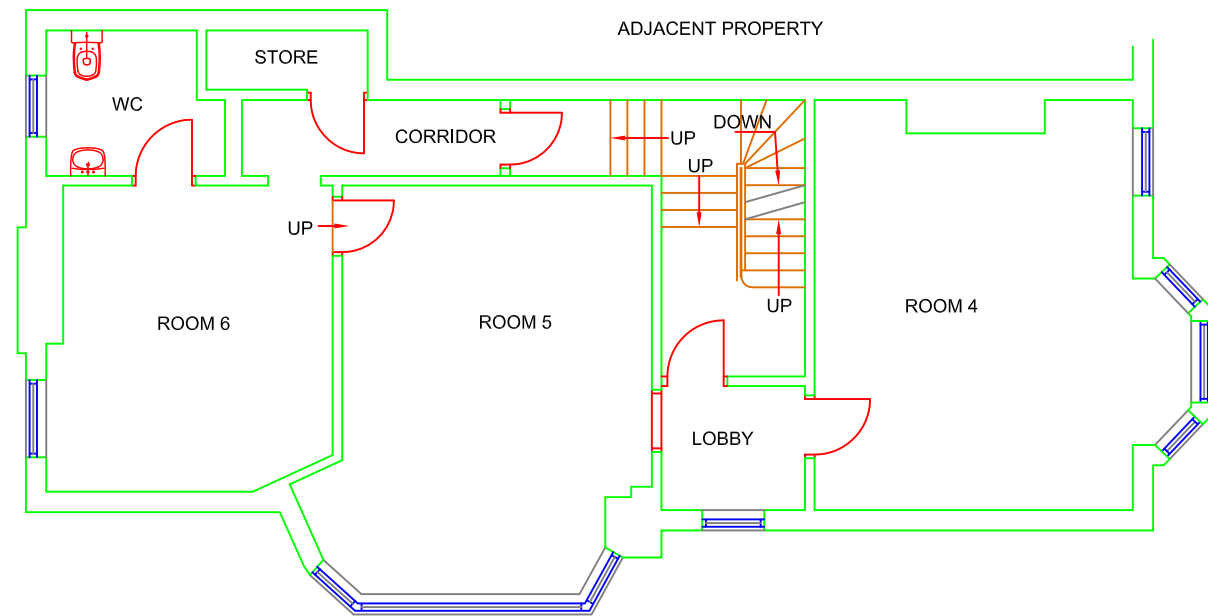 ADJACENT PROPERTY
STORE
WC
CORRIDOR
DOWN
UP
UP
UP
ROOM 6
ROOM 5
UP
ROOM 4
LOBBY